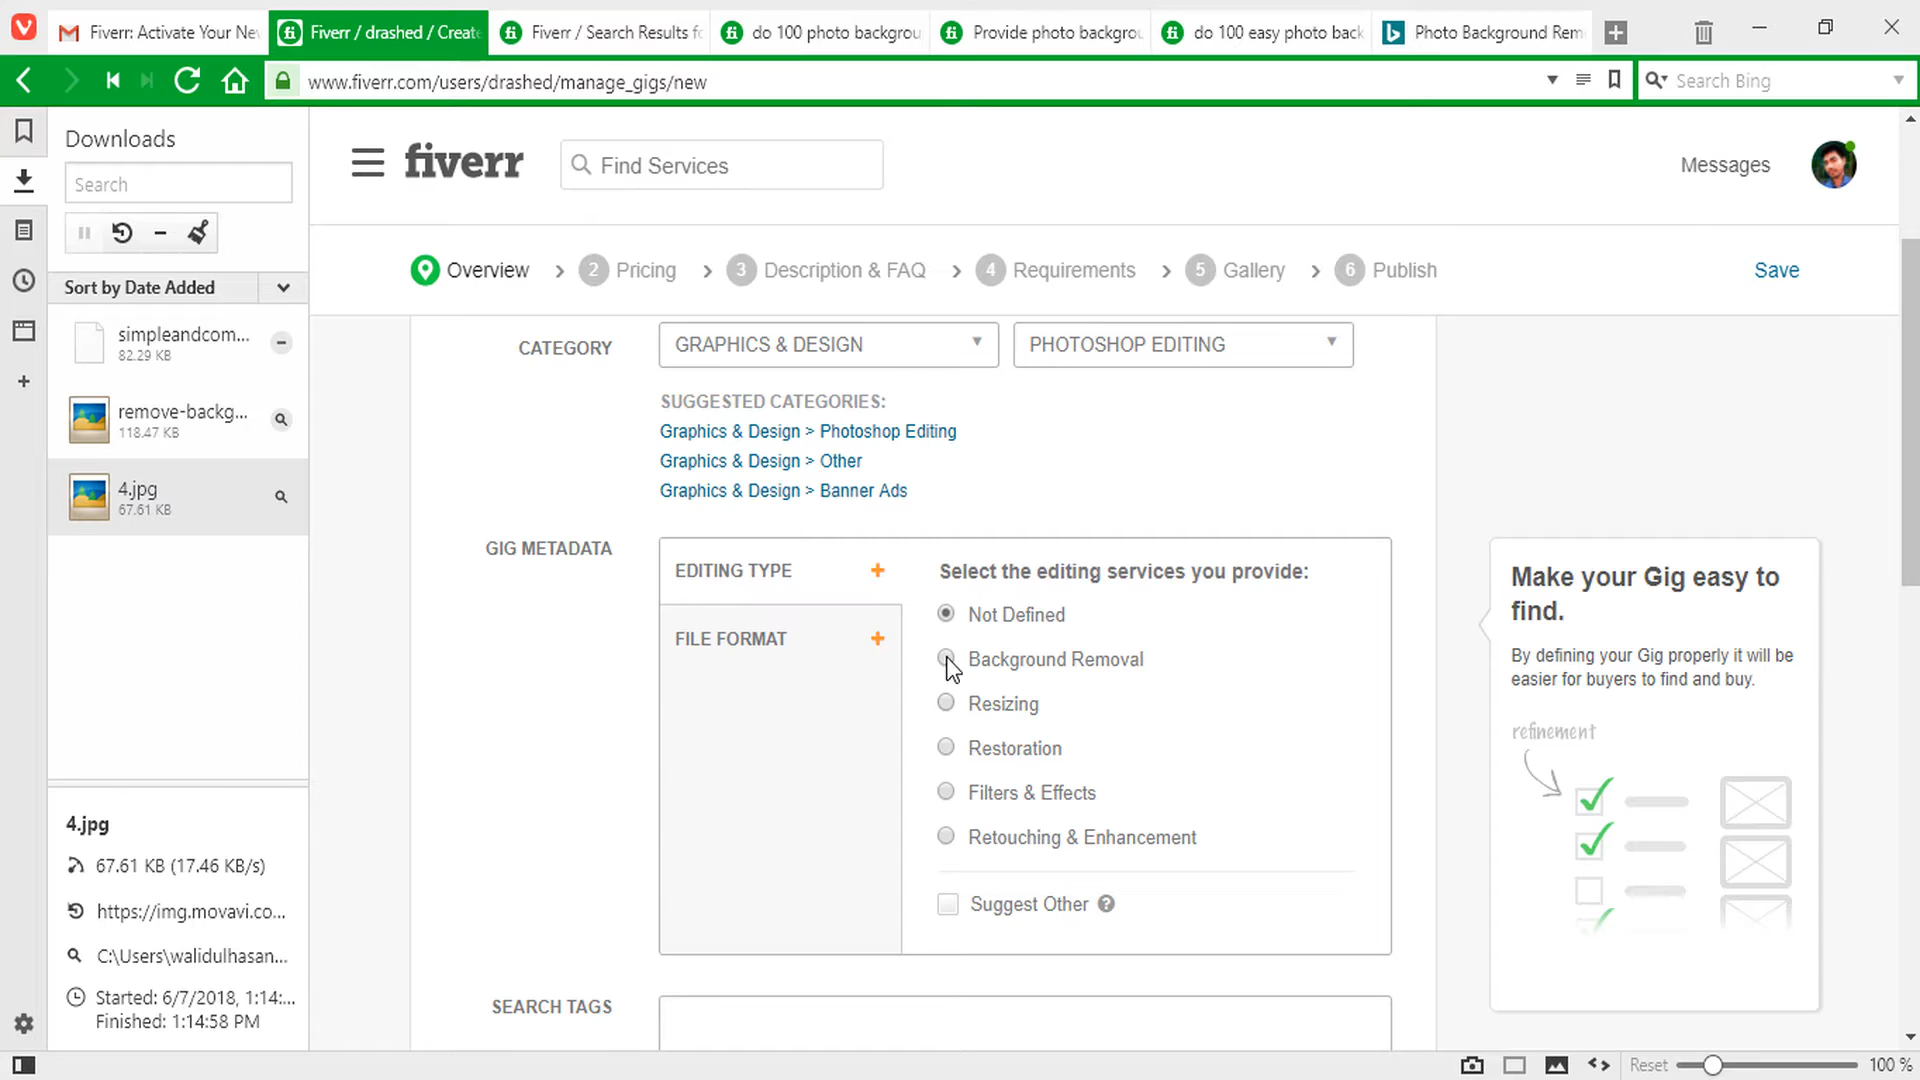 Fiverr: Activate Your Nev
Fiverr / drashed / Create
Fiverr / Search Results fo
do 100 photo backgrou
Provide photo backgrou
do 100 easy photo back
Photo Background Rem
www.fiverr.com/users/drashed/manage_gigs/new
Search Bing
Downloads
Search
Sort by Date Added
simpleandcom...
82.29 KB
remove-backg...
118.47 KB
4.jpg
67.61 KB
4.jpg
67.61 KB (17.46 KB/s)
https://img.movavi.co...
C:\Users\walidulhasan...
Started: 6/7/2018, 1:14:...
Finished: 1:14:58 PM
fiverr
Find Services
Messages
Overview
2 Pricing
3 Description & FAQ
4 Requirements
5 Gallery
6 Publish
Save
CATEGORY
GRAPHICS & DESIGN
PHOTOSHOP EDITING
SUGGESTED CATEGORIES:
Graphics & Design > Photoshop Editing
Graphics & Design > Other
Graphics & Design > Banner Ads
GIG METADATA
EDITING TYPE +
FILE FORMAT +
Select the editing services you provide:
Not Defined
Background Removal
Resizing
Restoration
Filters & Effects
Retouching & Enhancement
Suggest Other ?
SEARCH TAGS
Make your Gig easy to
find.
By defining your Gig properly it will be
easier for buyers to find and buy.
refinement
Reset
100 %